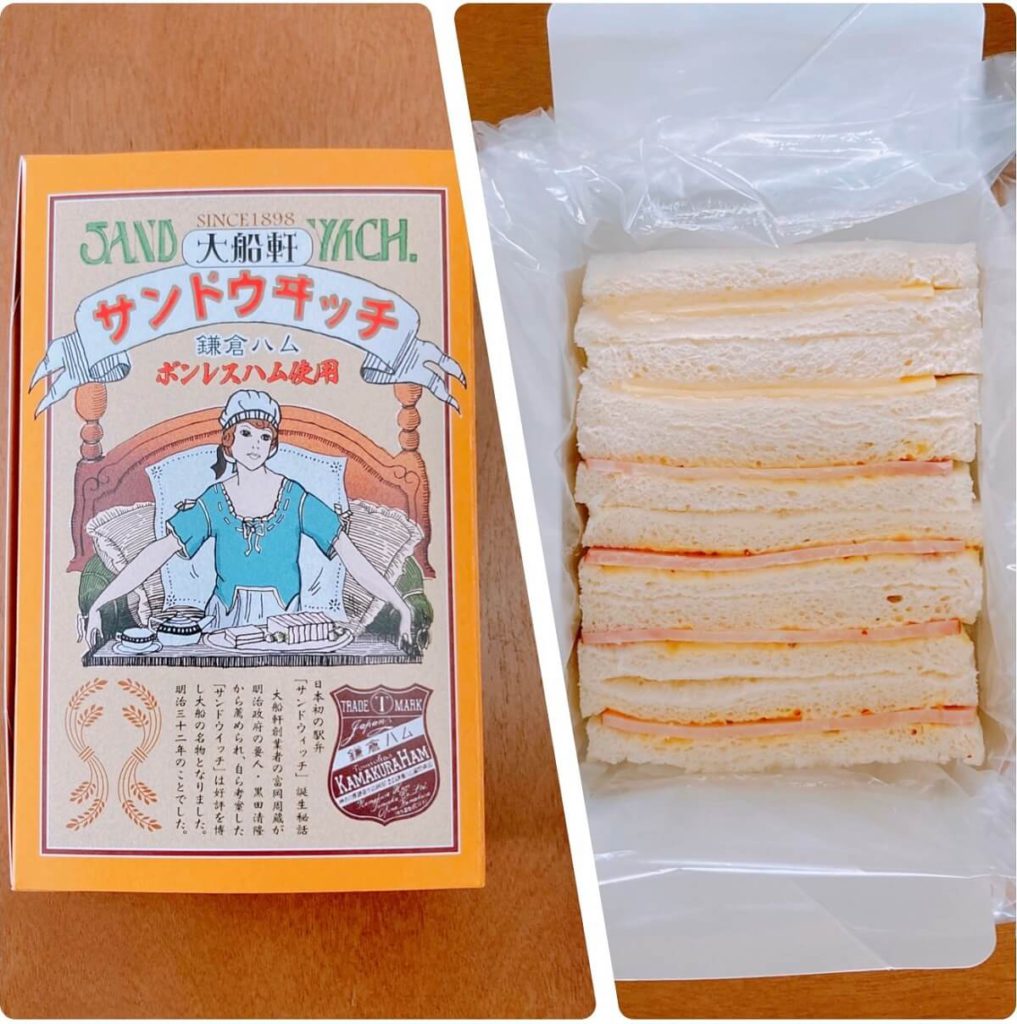 SINCE1898
SANDWYICH.
大船軒
サンドウヰッチ
鎌倉ハム
ボンレスハム使用
日本初の駅弁
「サンドウィッチ」誕生秘話
大船軒創業者の富岡周蔵が
明治政府の要人・黒田清隆
から薦められ、自ら考案した
「サンドウイッチ」は好評を博
し大船の名物となりました。
明治三十二年のことでした。
TRADE T MARK
Japan
鎌倉ハム
KAMAKURA HAM